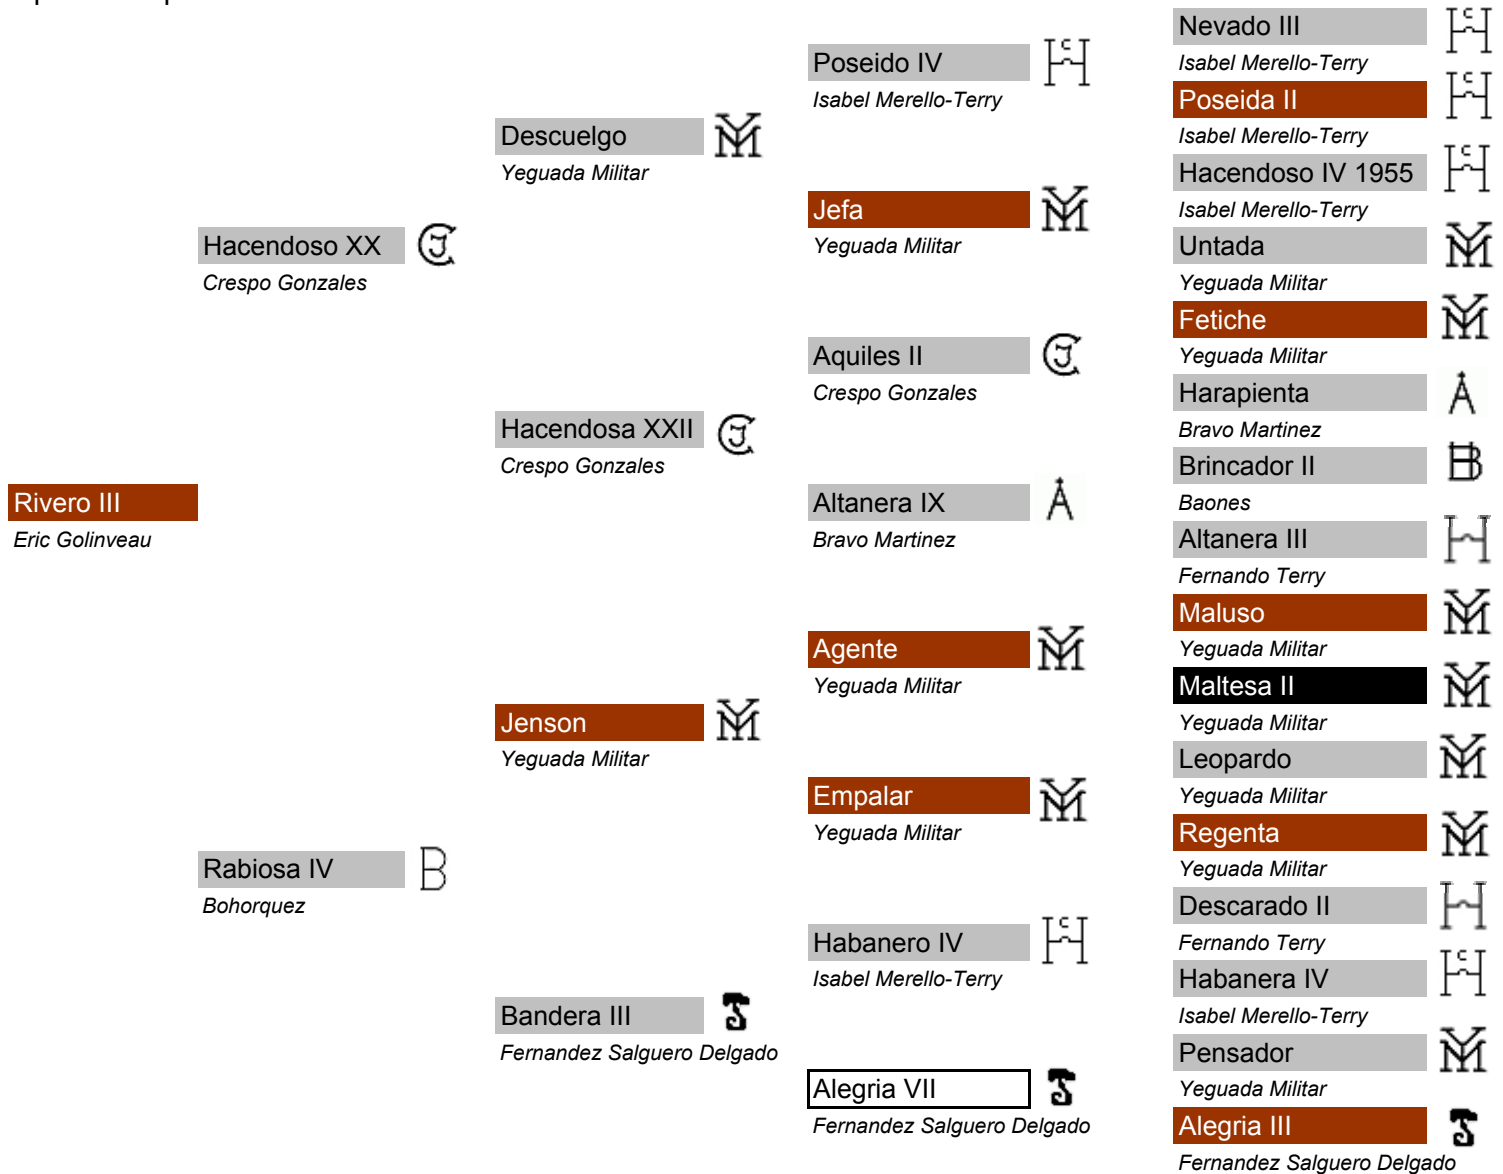 Rivero III
Eric Golinveau
Hacendoso XX
Crespo Gonzales
Rabiosa IV
Bohorquez
Descuelgo
Yeguada Militar
Hacendosa XXII
Crespo Gonzales
Jenson
Yeguada Militar
Bandera III
Fernandez Salguero Delgado
Poseido IV
Isabel Merello-Terry
Jefa
Yeguada Militar
Aquiles II
Crespo Gonzales
Altanera IX
Bravo Martinez
Agente
Yeguada Militar
Empalar
Yeguada Militar
Habanero IV
Isabel Merello-Terry
Alegria VII
Fernandez Salguero Delgado
Nevado III
Isabel Merello-Terry
Poseida II
Isabel Merello-Terry
Hacendoso IV 1955
Isabel Merello-Terry
Untada
Yeguada Militar
Fetiche
Yeguada Militar
Harapienta
Bravo Martinez
Brincador II
Baones
Altanera III
Fernando Terry
Maluso
Yeguada Militar
Maltesa II
Yeguada Militar
Leopardo
Yeguada Militar
Regenta
Yeguada Militar
Descarado II
Fernando Terry
Habanera IV
Isabel Merello-Terry
Pensador
Yeguada Militar
Alegria III
Fernandez Salguero Delgado